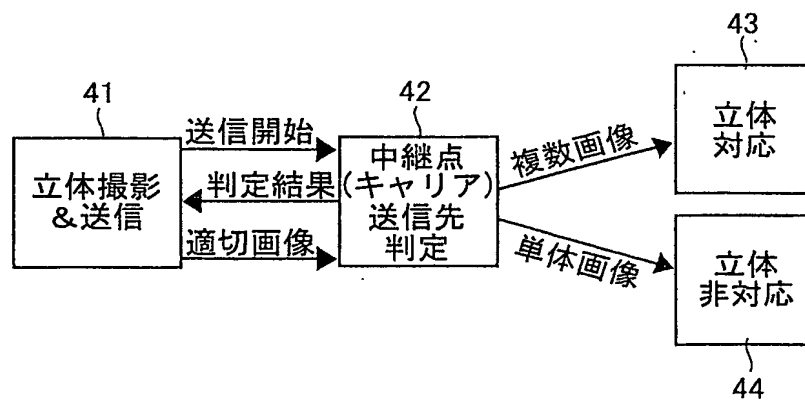 41
立体撮影
&送信
送信開始
判定結果
適切画像
42
中継点
(キャリア)
送信先
判定
複数画像
単体画像
43
立体
対応
立体
非対応
44